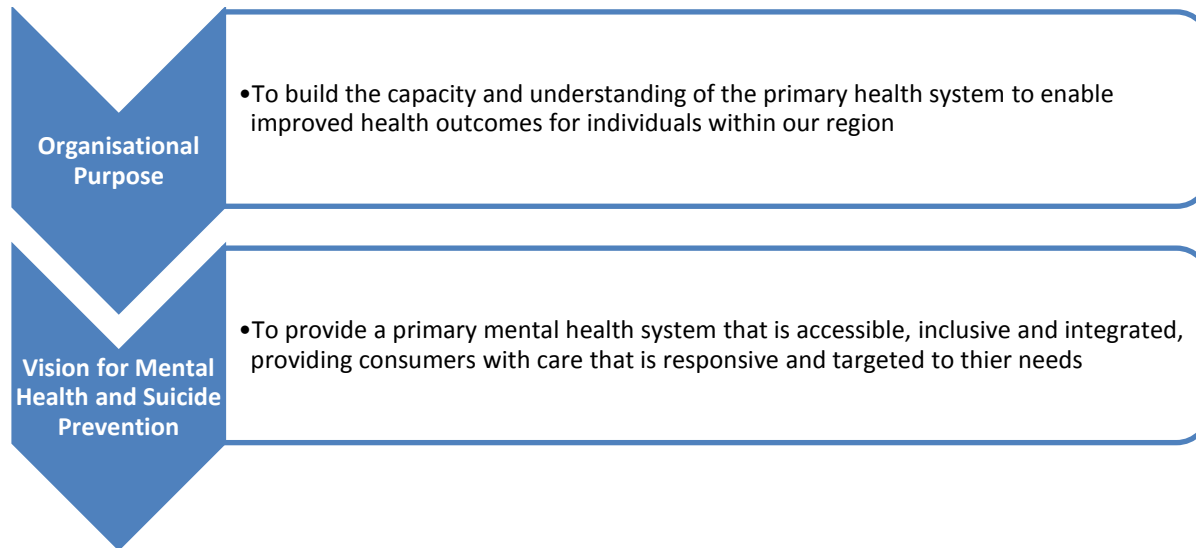 Organisational
Purpose
•To build the capacity and understanding of the primary health system to enable
improved health outcomes for individuals within our region
Vision for Mental
Health and Suicide
Prevention
•To provide a primary mental health system that is accessible, inclusive and integrated,
providing consumers with care that is responsive and targeted to thier needs